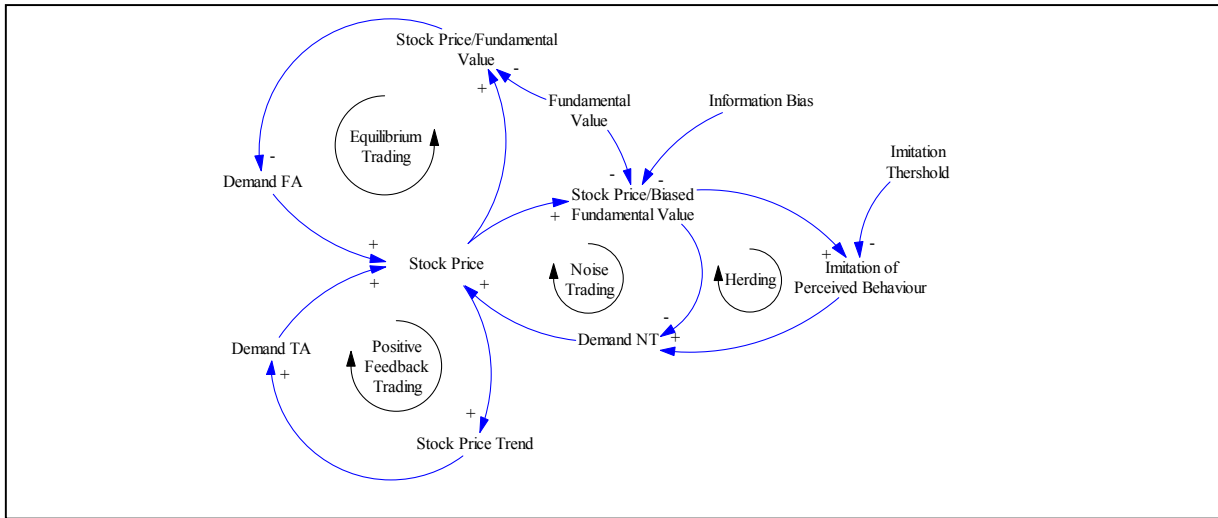 Stock Price/Fundamental
Value
-
+
-
Fundamental
Value
Information Bias
Equilibrium
Trading
Imitation
Thershold
-
Demand FA
-
-
Stock Price/Biased
Fundamental Value
+
+
-
+
Stock Price
+
Noise
Trading
Herding
Imitation of
Perceived Behaviour
+
+
-
Demand NT
+
Demand TA
+
Positive
Feedback
Trading
+
Stock Price Trend